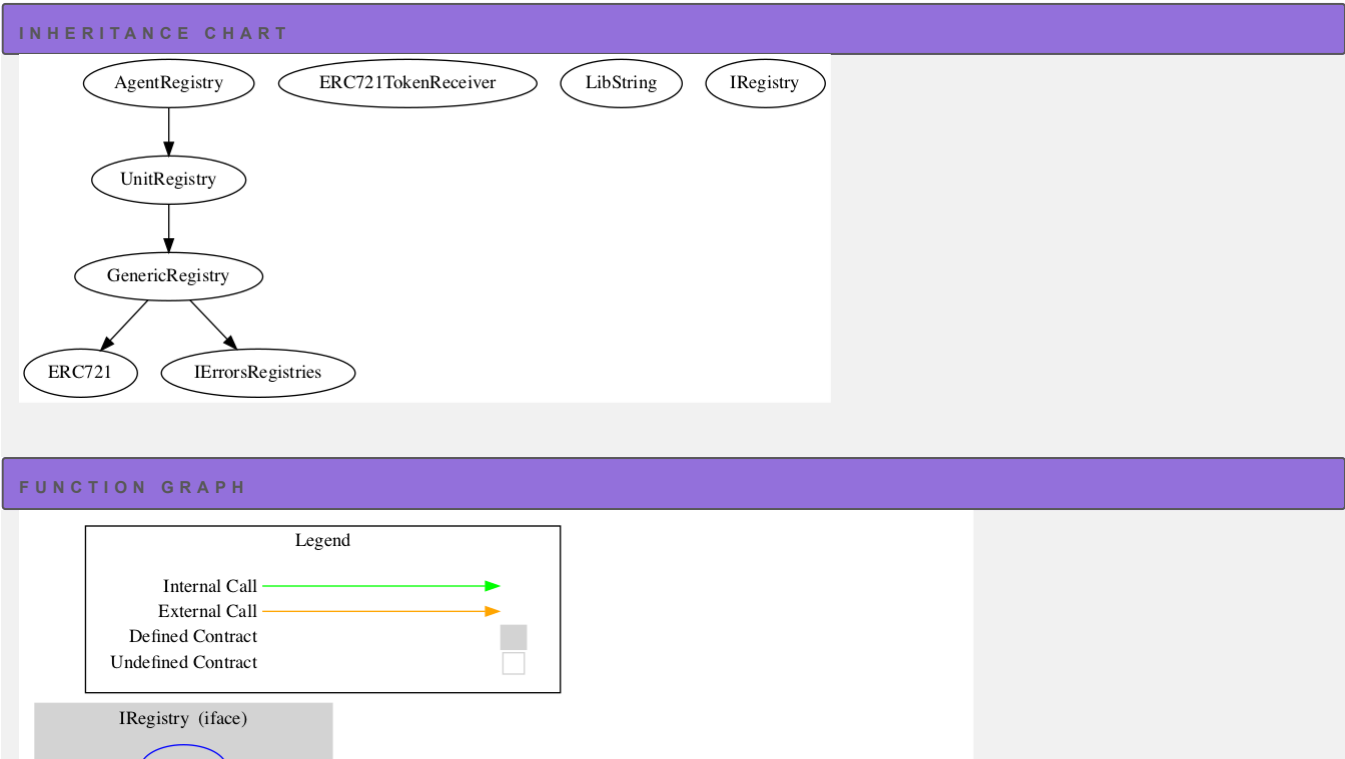 INHERITANCE CHART
AgentRegistry ERC721TokenReceiver LibString IRegistry
UnitRegistry
GenericRegistry
ERC721 IErrorsRegistries
FUNCTION GRAPH
Legend
Internal Call
External Call
Defined Contract
Undefined Contract
IRegistry (iface)